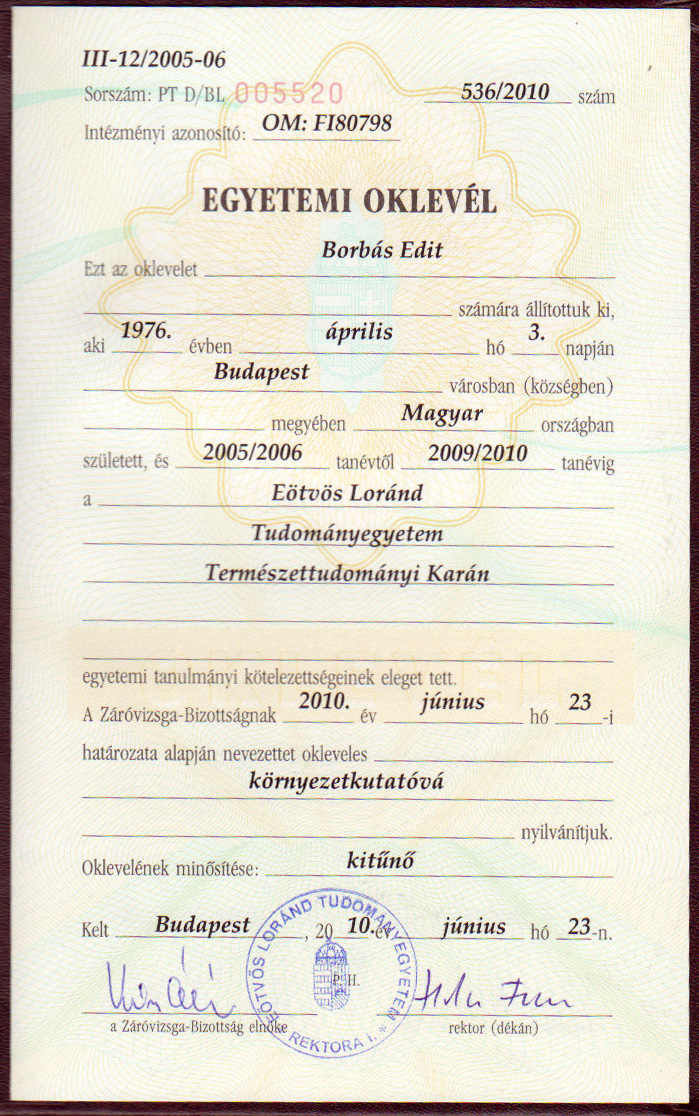 III-12/2005-06
Sorszám: PT D/BL 005520 536/2010 szám
Intézményi azonosító: OM: FI80798
EGYETEMI OKLEVÉL
Ezt az oklevelet Borbás Edit
számára állítottuk ki,
aki 1976. évben április hó 3. napján
Budapest városban (községben)
megyében Magyar országban
született, és 2005/2006 tanévtől 2009/2010 tanévig
a Eötvös Loránd
Tudományegyetem
Természettudományi Karán
egyetemi tanulmányi kötelezettségeinek eleget tett.
A Záróvizsga-Bizottságnak 2010. év június hó 23-i
határozata alapján nevezettet okleveles
környezetkutatóvá
nyilvánítjuk.
Oklevelének minősítése: kitűnő
Kelt Budapest, 2010. év június hó 23-n.
EÖTVÖS LORÁND TUDOMANYEGYETEM
P. H.
* REKTORA I. *
a Záróvizsga-Bizottság elnöke rektor (dékán)